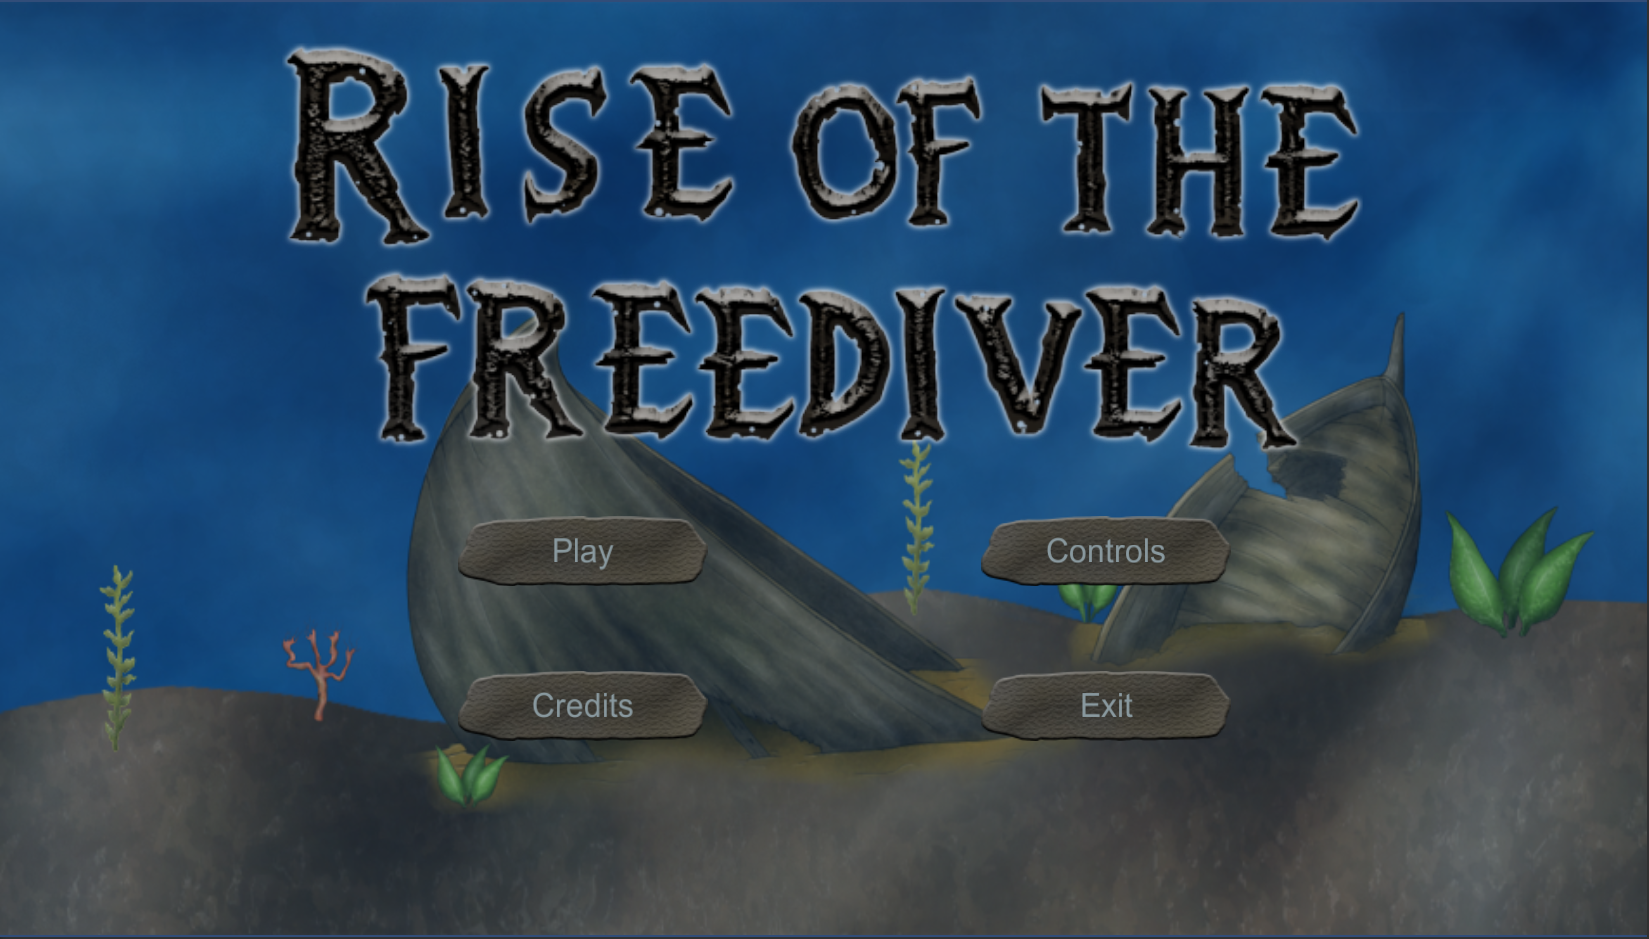 RISE OF THE
FREEDIVER
Play
Controls
Credits
Exit